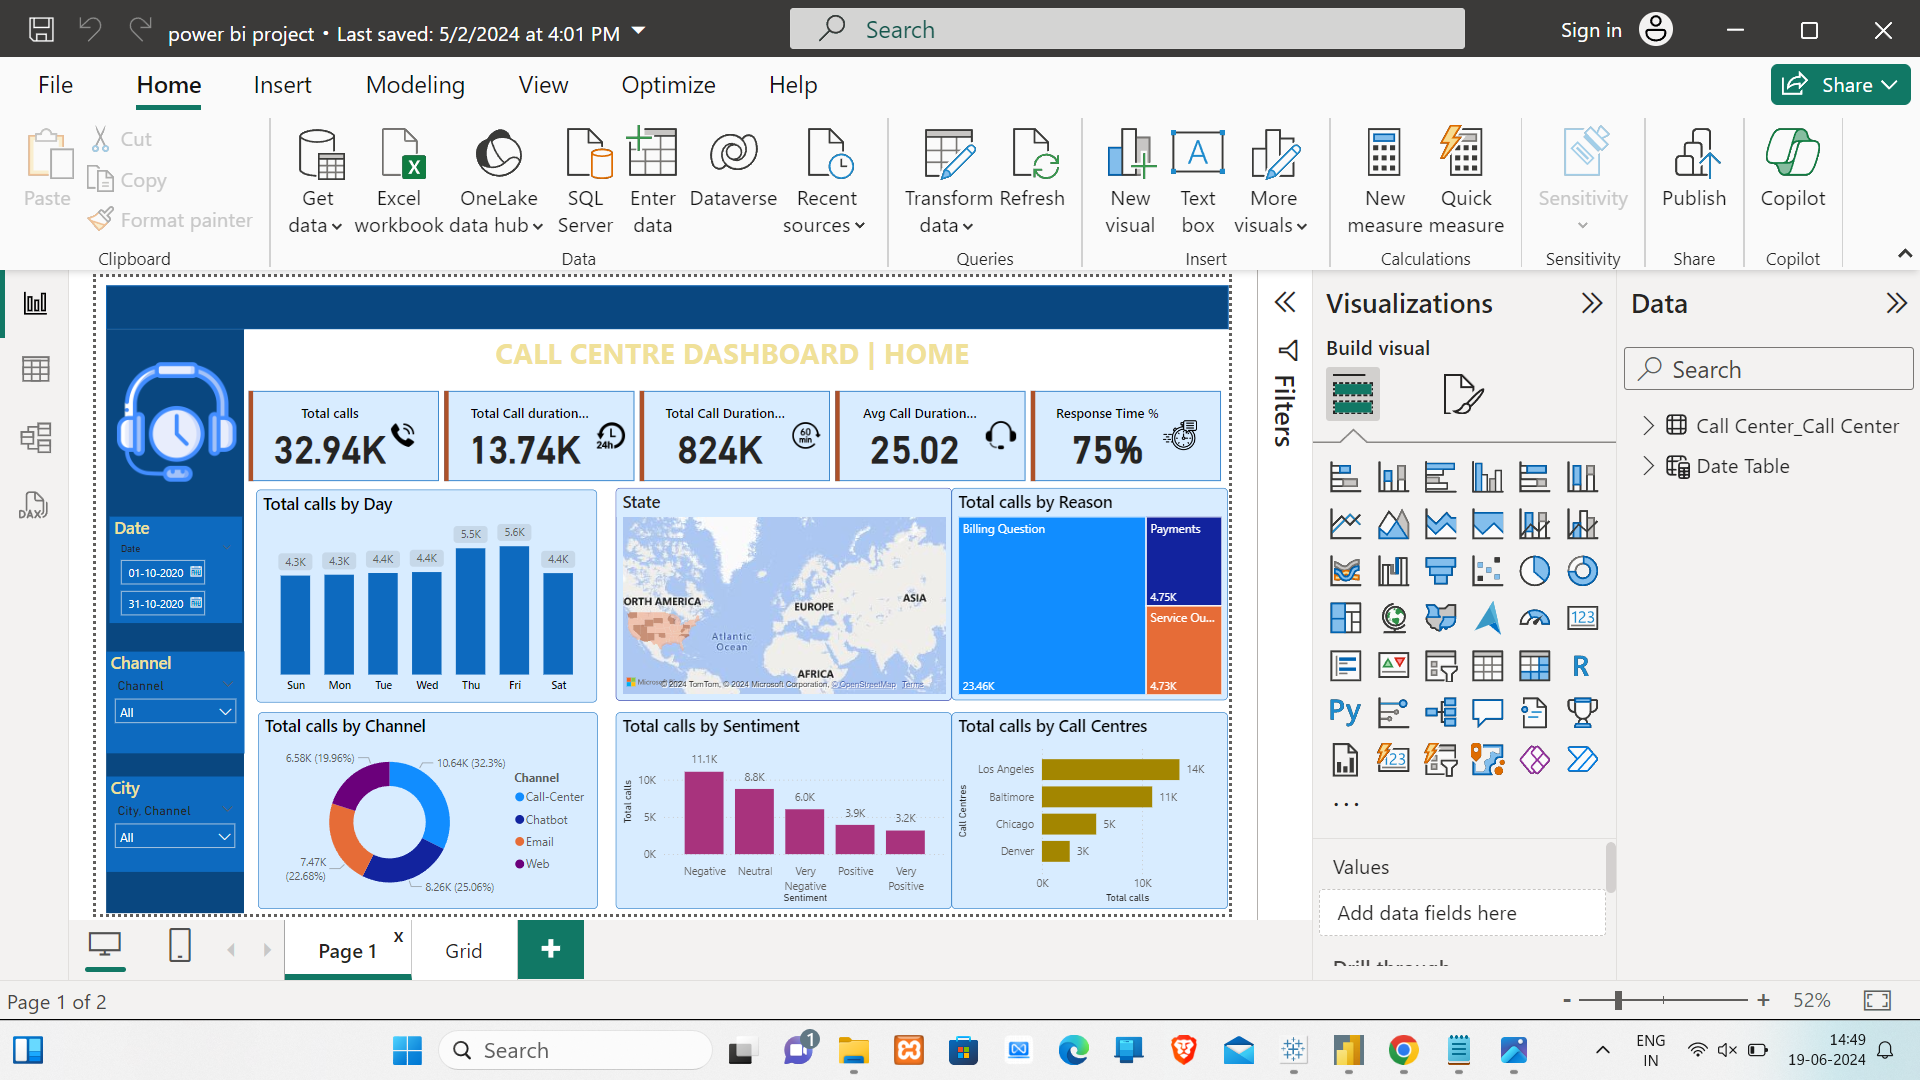 power bi project • Last saved: 5/2/2024 at 4:01 PM
Search
Sign in
File
Home
Insert
Modeling
View
Optimize
Help
Share
Paste
Cut
Copy
Format painter
Clipboard
Get data
Excel workbook
OneLake data hub
SQL Server
Enter data
Dataverse
Recent sources
Data
Transform data
Refresh
Queries
New visual
Text box
More visuals
Insert
New measure
Quick measure
Calculations
Sensitivity
Sensitivity
Publish
Share
Copilot
Copilot
DAX
CALL CENTRE DASHBOARD | HOME
Total calls
32.94K
Total Call duration...
13.74K
24h
Total Call Duration...
824K
60 min
Avg Call Duration...
25.02
Response Time %
75%
Date
Date
01-10-2020
31-10-2020
Channel
Channel
All
City
City, Channel
All
Total calls by Day
4.3K
4.3K
4.4K
4.4K
5.5K
5.6K
4.4K
Sun
Mon
Tue
Wed
Thu
Fri
Sat
State
ORTH AMERICA
EUROPE
ASIA
Atlantic
Ocean
AFRICA
© 2024 TomTom, © 2024 Microsoft Corporation, © OpenStreetMap Terms
Total calls by Reason
Billing Question
23.46K
Payments
4.75K
Service Ou...
4.73K
Total calls by Channel
6.58K (19.96%)
10.64K (32.3%)
7.47K
(22.68%)
8.26K (25.06%)
Channel
Call-Center
Chatbot
Email
Web
Total calls by Sentiment
Total calls
10K
5K
0K
11.1K
8.8K
6.0K
3.9K
3.2K
Negative
Neutral
Very Negative
Positive
Very Positive
Sentiment
Total calls by Call Centres
Call Centres
Los Angeles
14K
Baltimore
11K
Chicago
5K
Denver
3K
0K
10K
Total calls
Filters
Visualizations
Build visual
123
R
Py
123
...
Values
Add data fields here
Drill through
Data
Search
Call Center_Call Center
Date Table
Page 1
x
Grid
+
Page 1 of 2
-
+
52%
Search
1
ENG
IN
14:49
19-06-2024